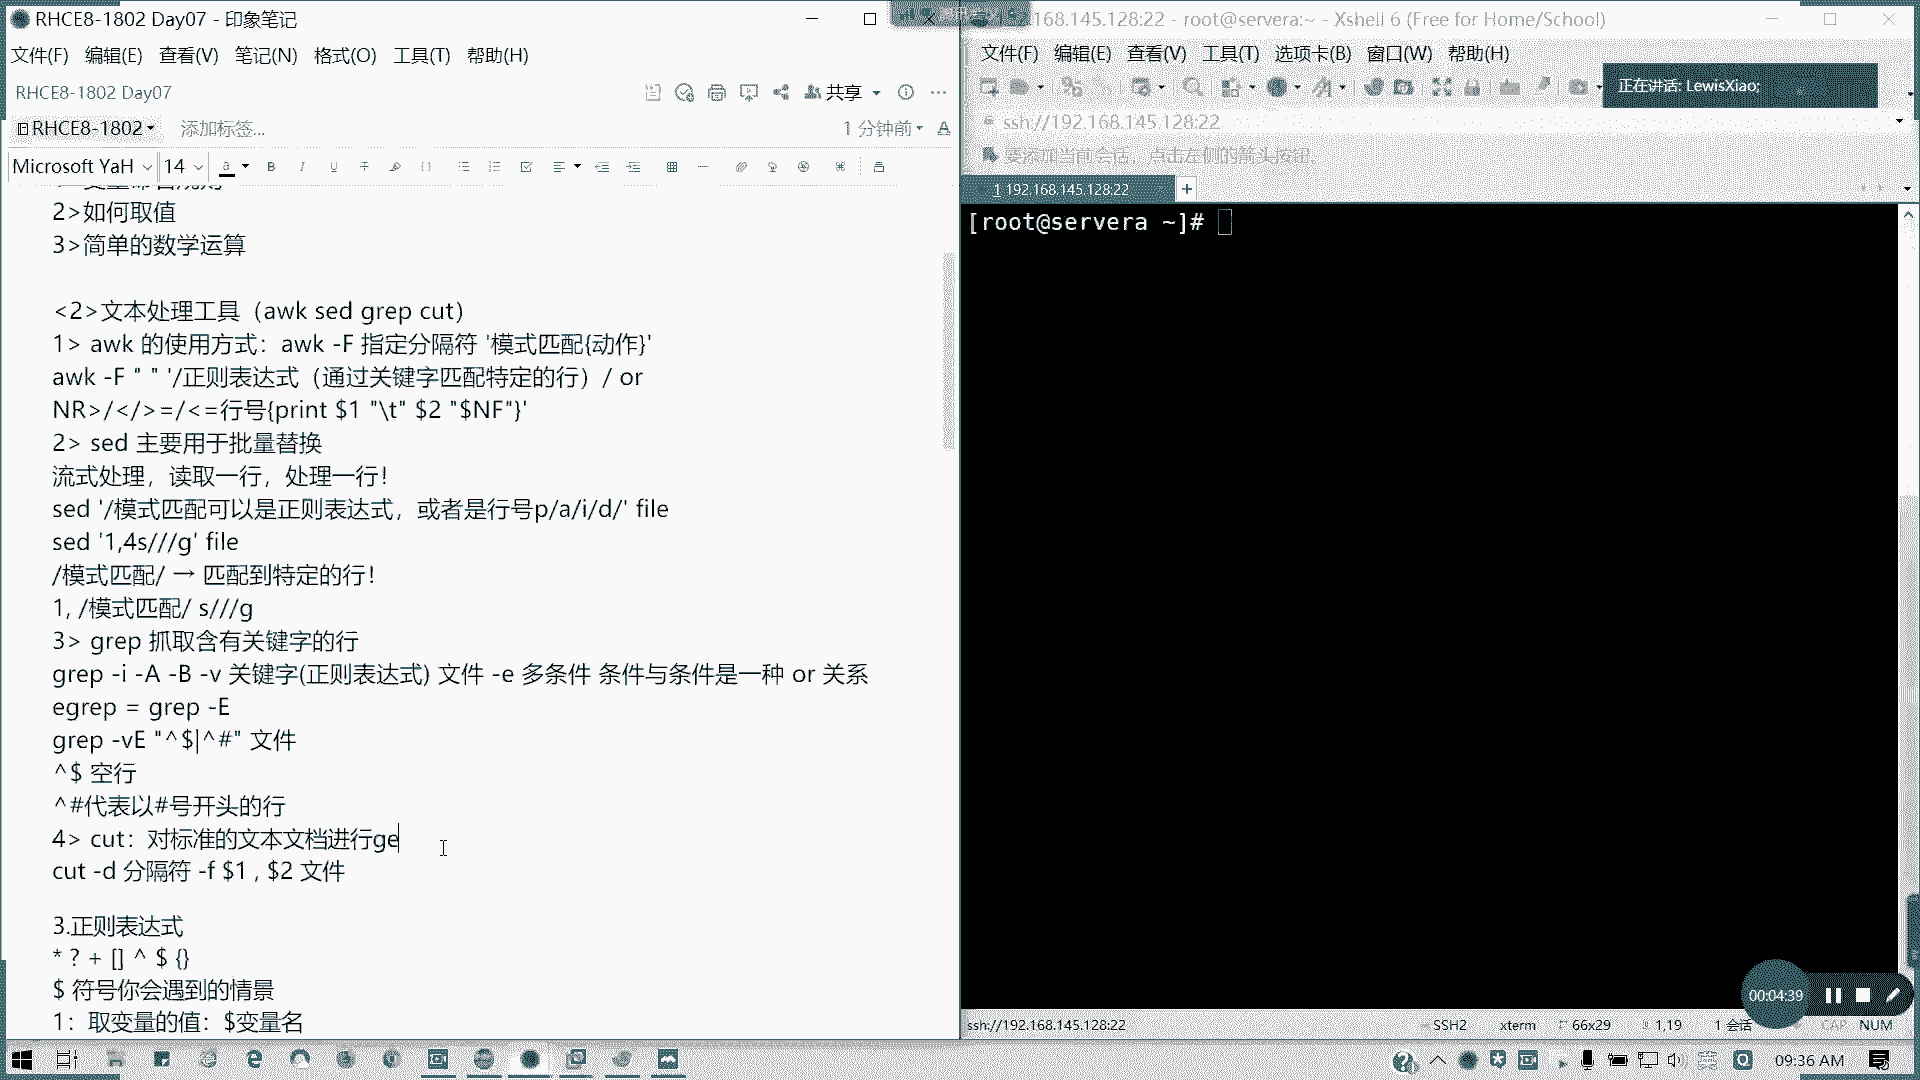 RHCE8-1802 Day07 - 印象笔记
文件(F) 编辑(E) 查看(V) 笔记(N) 格式(O) 工具(T) 帮助(H)
RHCE8-1802 Day07
共享
RHCE8-1802 添加标签...
1 分钟前
Microsoft YaH 14
2>如何取值
3>简单的数学运算
<2>文本处理工具（awk sed grep cut）
1> awk 的使用方式：awk -F 指定分隔符 '模式匹配{动作}'
awk -F " " '/正则表达式（通过关键字匹配特定的行）/ or
NR>/</>=/<=行号{print $1 "\t" $2 "$NF"}'
2> sed 主要用于批量替换
流式处理，读取一行，处理一行！
sed '/模式匹配可以是正则表达式，或者是行号p/a/i/d/' file
sed '1,4s///g' file
/模式匹配/ → 匹配到特定的行！
1, /模式匹配/ s///g
3> grep 抓取含有关键字的行
grep -i -A -B -v 关键字(正则表达式) 文件 -e 多条件 条件与条件是一种 or 关系
egrep = grep -E
grep -vE "^$|^#" 文件
^$ 空行
^#代表以#号开头的行
4> cut：对标准的文本文档进行ge
cut -d 分隔符 -f $1 , $2 文件
3.正则表达式
* ? + [] ^ $ {}
$ 符号你会遇到的情景
1：取变量的值：$变量名
168.145.128:22 - root@servera:~ - Xshell 6 (Free for Home/School)
文件(F) 编辑(E) 查看(V) 工具(T) 选项卡(B) 窗口(W) 帮助(H)
正在讲话: LewisXiao;
ssh://192.168.145.128:22
要添加当前会话，点击左侧的箭头按钮。
1 192.168.145.128:22
[root@servera ~]#
00:04:39
ssh://192.168.145.128:22 SSH2 xterm 66x29 1,19 1 会话 CAP NUM
英
09:36 AM